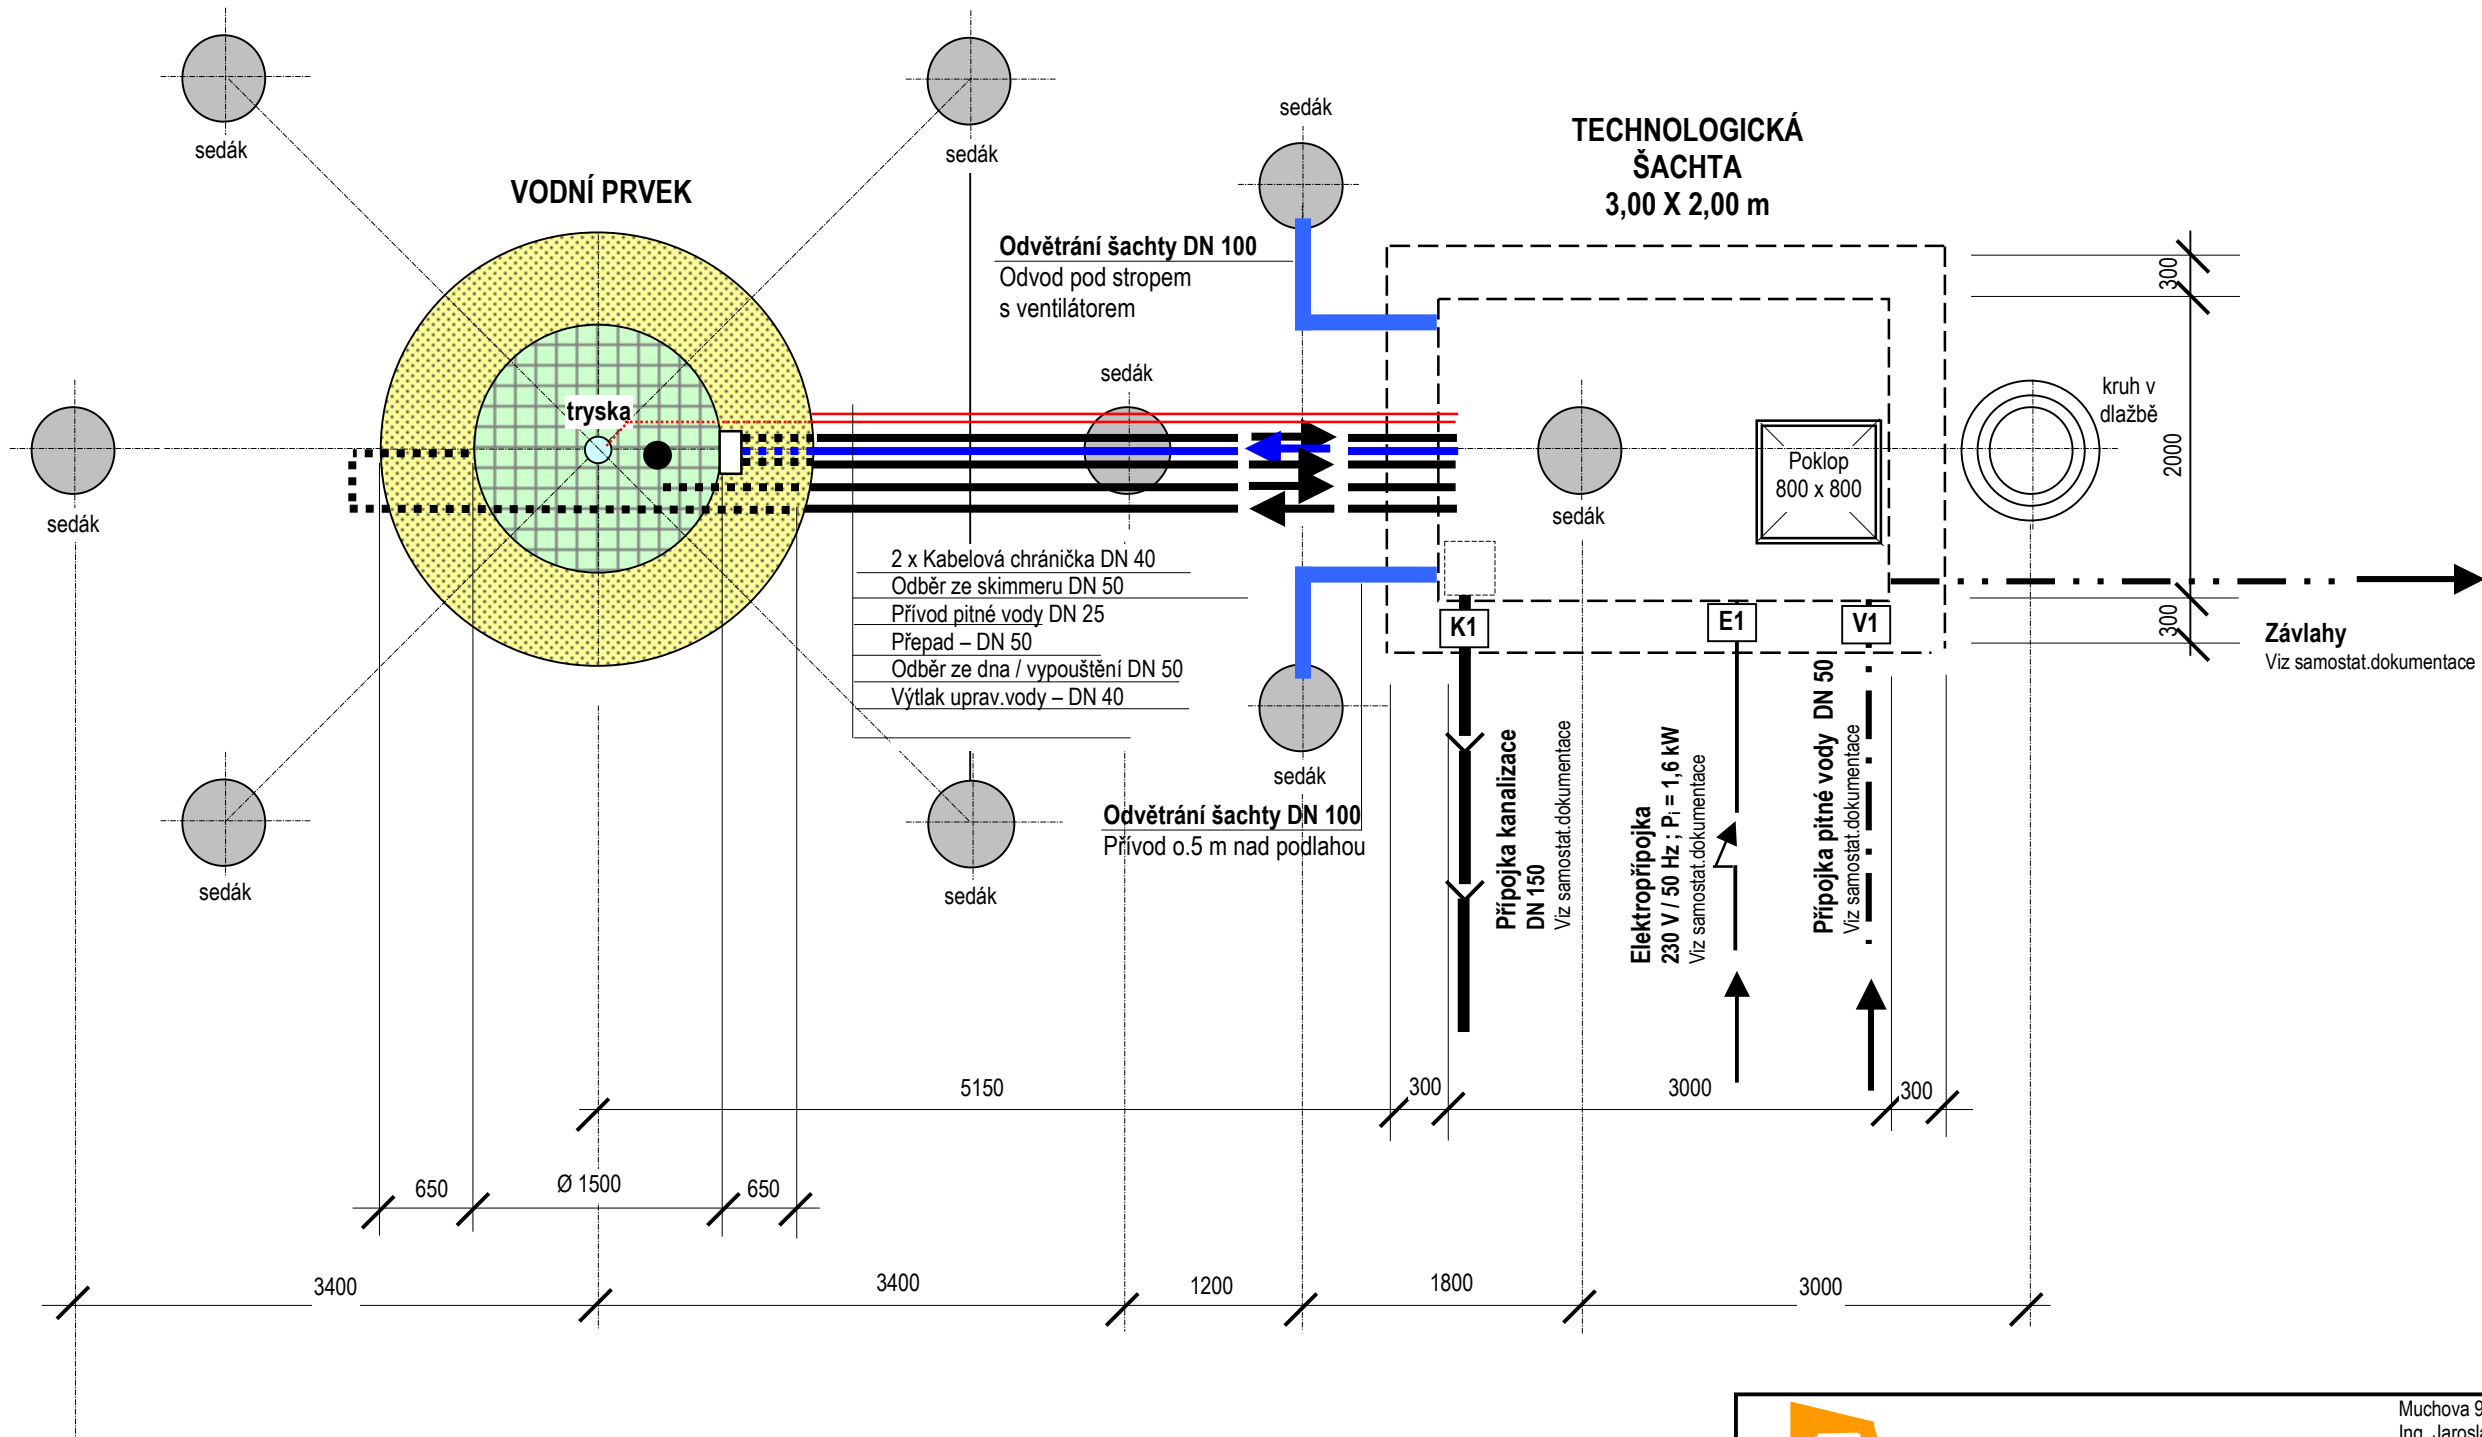 sedák
sedák
sedák
TECHNOLOGICKÁ
ŠACHTA
3,00 X 2,00 m
VODNÍ PRVEK
Odvětrání šachty DN 100
Odvod pod stropem
s ventilátorem
300
sedák
kruh v
dlažbě
tryska
Poklop
800 x 800
2000
sedák
sedák
2 x Kabelová chránička DN 40
Odběr ze skimmeru DN 50
Přívod pitné vody DN 25
Přepad – DN 50
Odběr ze dna / vypouštění DN 50
Výtlak uprav.vody – DN 40
K1
E1
V1
300
Závlahy
Viz samostat.dokumentace
sedák
Odvětrání šachty DN 100
Přívod o.5 m nad podlahou
sedák
sedák
Přípojka kanalizace
DN 150
Viz samostat.dokumentace
Elektropřípojka
230 V / 50 Hz ; Pi = 1,6 kW
Viz samostat.dokumentace
Přípojka pitné vody  DN 50
Viz samostat.dokumentace
5150
300
3000
300
650
Ø 1500
650
3400
3400
1200
1800
3000
Muchova 9
Ing. Jarosla